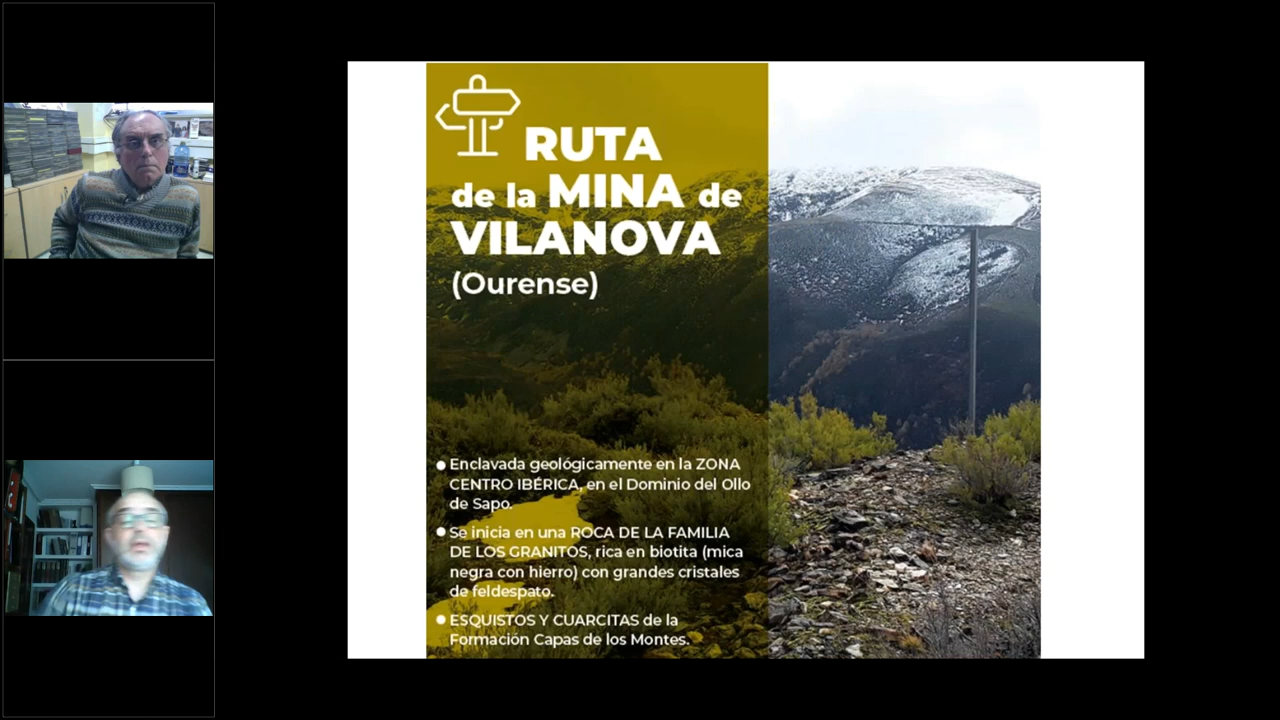 RUTA
de la MINA de
VILANOVA
(Ourense)
Enclavada geológicamente en la ZONA
CENTRO IBÉRICA, en el Dominio del Ollo
de Sapo.
Se inicia en una ROCA DE LA FAMILIA
DE LOS GRANITOS, rica en biotita (mica
negra con hierro) con grandes cristales
de feldespato.
ESQUISTOS Y CUARCITAS de la
Formación Capas de los Montes.